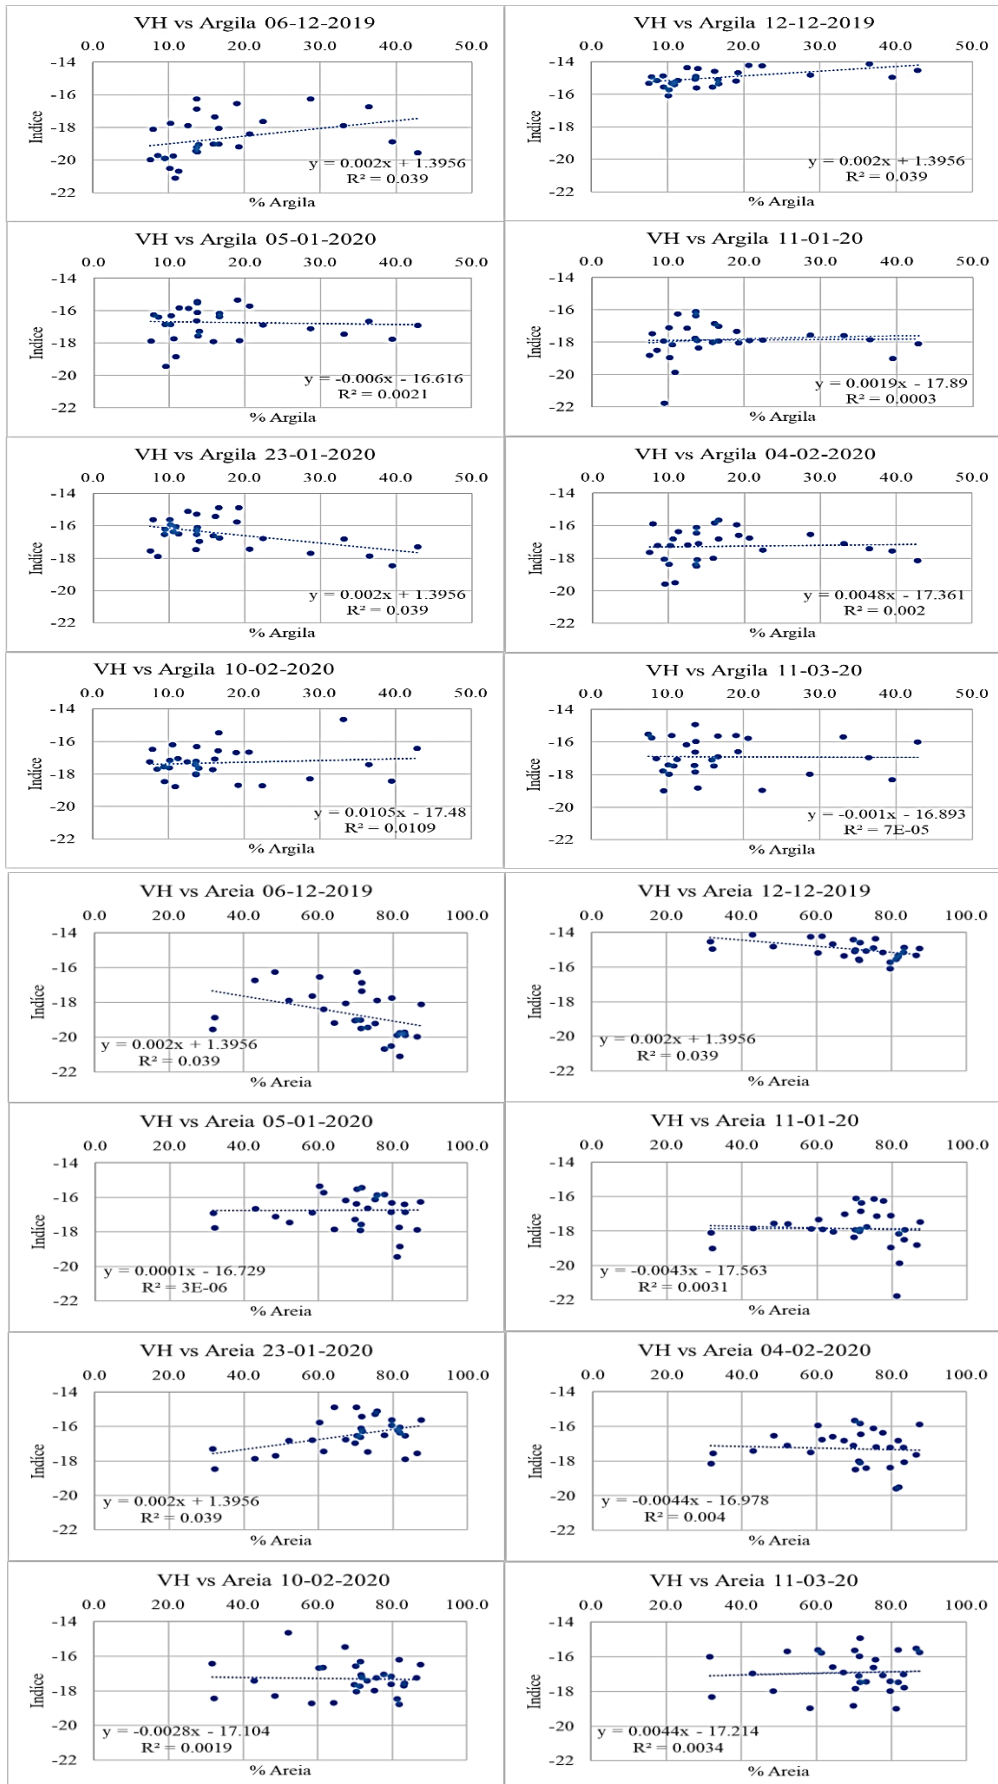 VH vs Argila 06-12-2019
0.0 10.0 20.0 30.0 40.0 50.0
-14
-16
-18
-20
-22
Indíce
y = 0.002x + 1.3956
R² = 0.039
% Argila
VH vs Argila 12-12-2019
0.0 10.0 20.0 30.0 40.0 50.0
-14
-16
-18
-20
-22
Indíce
y = 0.002x + 1.3956
R² = 0.039
% Argila
VH vs Argila 05-01-2020
0.0 10.0 20.0 30.0 40.0 50.0
-14
-16
-18
-20
-22
Indíce
y = -0.006x - 16.616
R² = 0.0021
% Argila
VH vs Argila 11-01-20
0.0 10.0 20.0 30.0 40.0 50.0
-14
-16
-18
-20
-22
Indíce
y = 0.0019x - 17.89
R² = 0.0003
% Argila
VH vs Argila 23-01-2020
0.0 10.0 20.0 30.0 40.0 50.0
-14
-16
-18
-20
-22
Indíce
y = 0.002x + 1.3956
R² = 0.039
% Argila
VH vs Argila 04-02-2020
0.0 10.0 20.0 30.0 40.0 50.0
-14
-16
-18
-20
-22
Indíce
y = 0.0048x - 17.361
R² = 0.002
% Argila
VH vs Argila 10-02-2020
0.0 10.0 20.0 30.0 40.0 50.0
-14
-16
-18
-20
-22
Indíce
y = 0.0105x - 17.48
R² = 0.0109
% Argila
VH vs Argila 11-03-20
0.0 10.0 20.0 30.0 40.0 50.0
-14
-16
-18
-20
-22
Indíce
y = -0.001x - 16.893
R² = 7E-05
% Argila
VH vs Areia 06-12-2019
0.0 20.0 40.0 60.0 80.0 100.0
-14
-16
-18
-20
-22
Indíce
y = 0.002x + 1.3956
R² = 0.039
% Areia
VH vs Areia 12-12-2019
0.0 20.0 40.0 60.0 80.0 100.0
-14
-16
-18
-20
-22
Indíce
y = 0.002x + 1.3956
R² = 0.039
% Areia
VH vs Areia 05-01-2020
0.0 20.0 40.0 60.0 80.0 100.0
-14
-16
-18
-20
-22
Indíce
y = 0.0001x - 16.729
R² = 3E-06
% Areia
VH vs Areia 11-01-20
0.0 20.0 40.0 60.0 80.0 100.0
-14
-16
-18
-20
-22
Indíce
y = -0.0043x - 17.563
R² = 0.0031
% Areia
VH vs Areia 23-01-2020
0.0 20.0 40.0 60.0 80.0 100.0
-14
-16
-18
-20
-22
Indíce
y = 0.002x + 1.3956
R² = 0.039
% Areia
VH vs Areia 04-02-2020
0.0 20.0 40.0 60.0 80.0 100.0
-14
-16
-18
-20
-22
Indíce
y = -0.0044x - 16.978
R² = 0.004
% Areia
VH vs Areia 10-02-2020
0.0 20.0 40.0 60.0 80.0 100.0
-14
-16
-18
-20
-22
Indíce
y = -0.0028x - 17.104
R² = 0.0019
% Areia
VH vs Areia 11-03-20
0.0 20.0 40.0 60.0 80.0 100.0
-14
-16
-18
-20
-22
Indíce
y = 0.0044x - 17.214
R² = 0.0034
% Areia